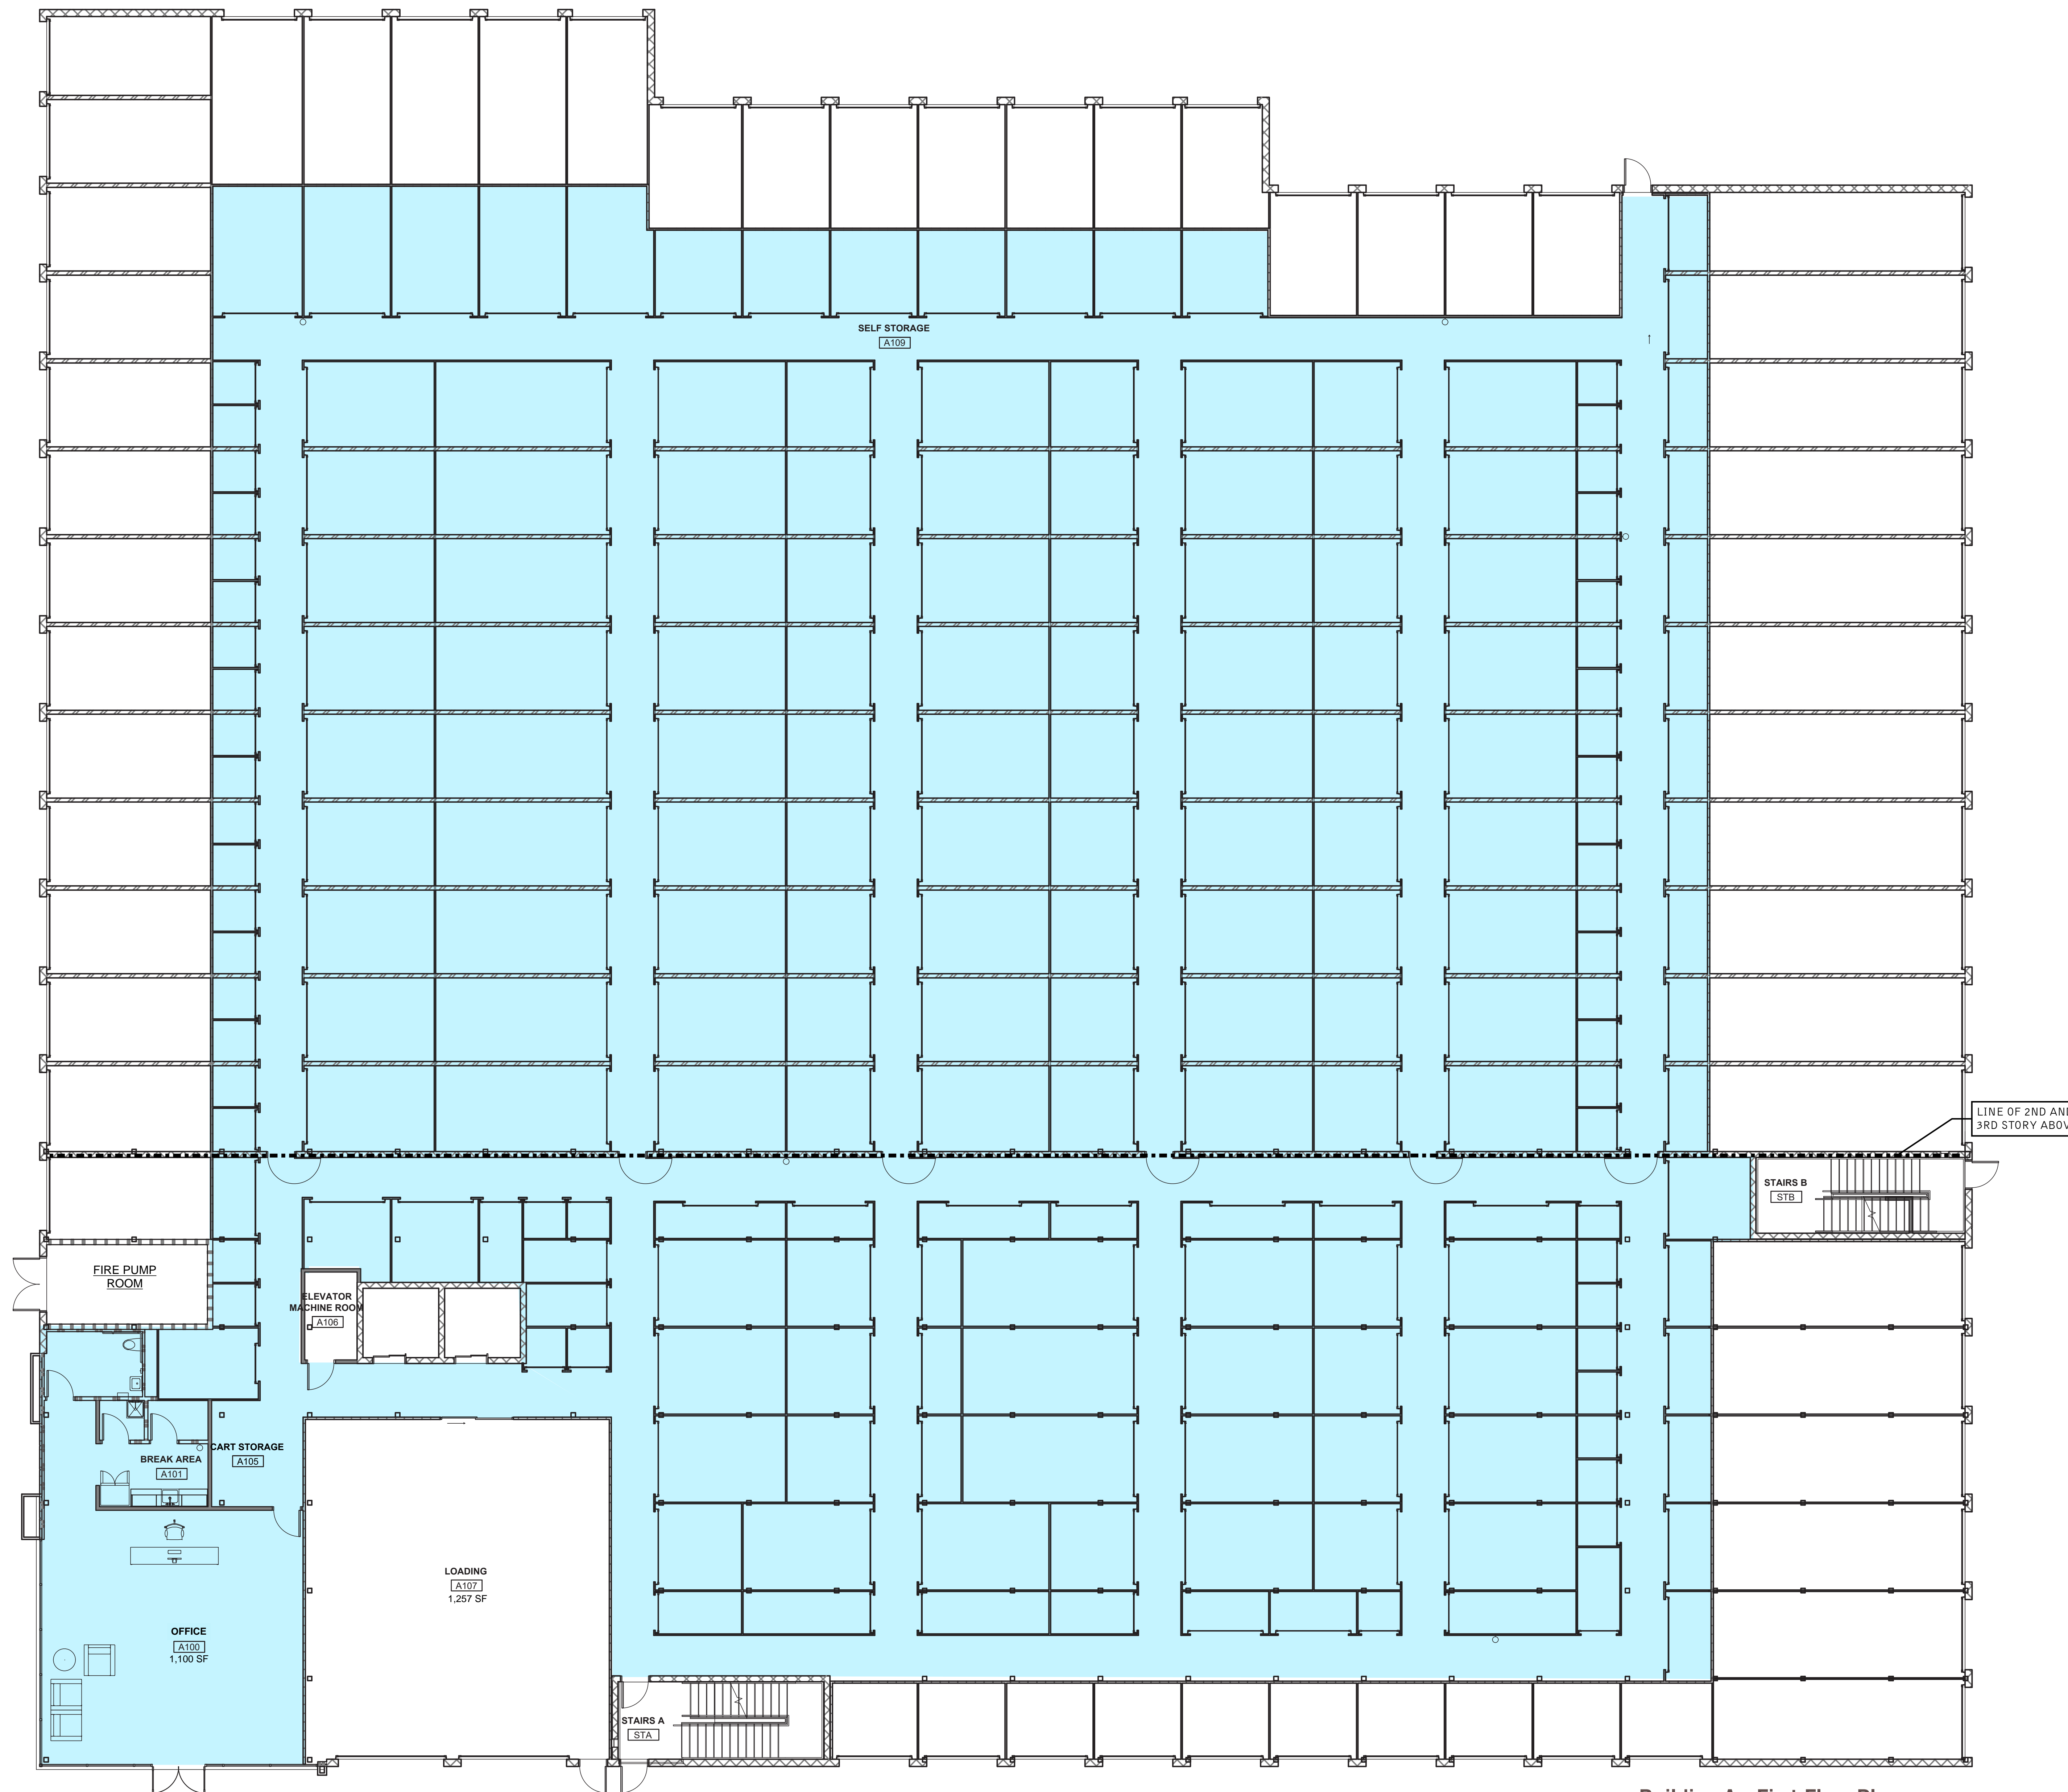 SELF STORAGE
A109
LINE OF 2ND AN
3RD STORY ABOV
STAIRS B
STB
FIRE PUMP
ROOM
ELEVATOR
MACHINE ROOM
A106
CART STORAGE
A105
BREAK AREA
A101
LOADING
A107
1,257 SF
OFFICE
A100
1,100 SF
STAIRS A
STA